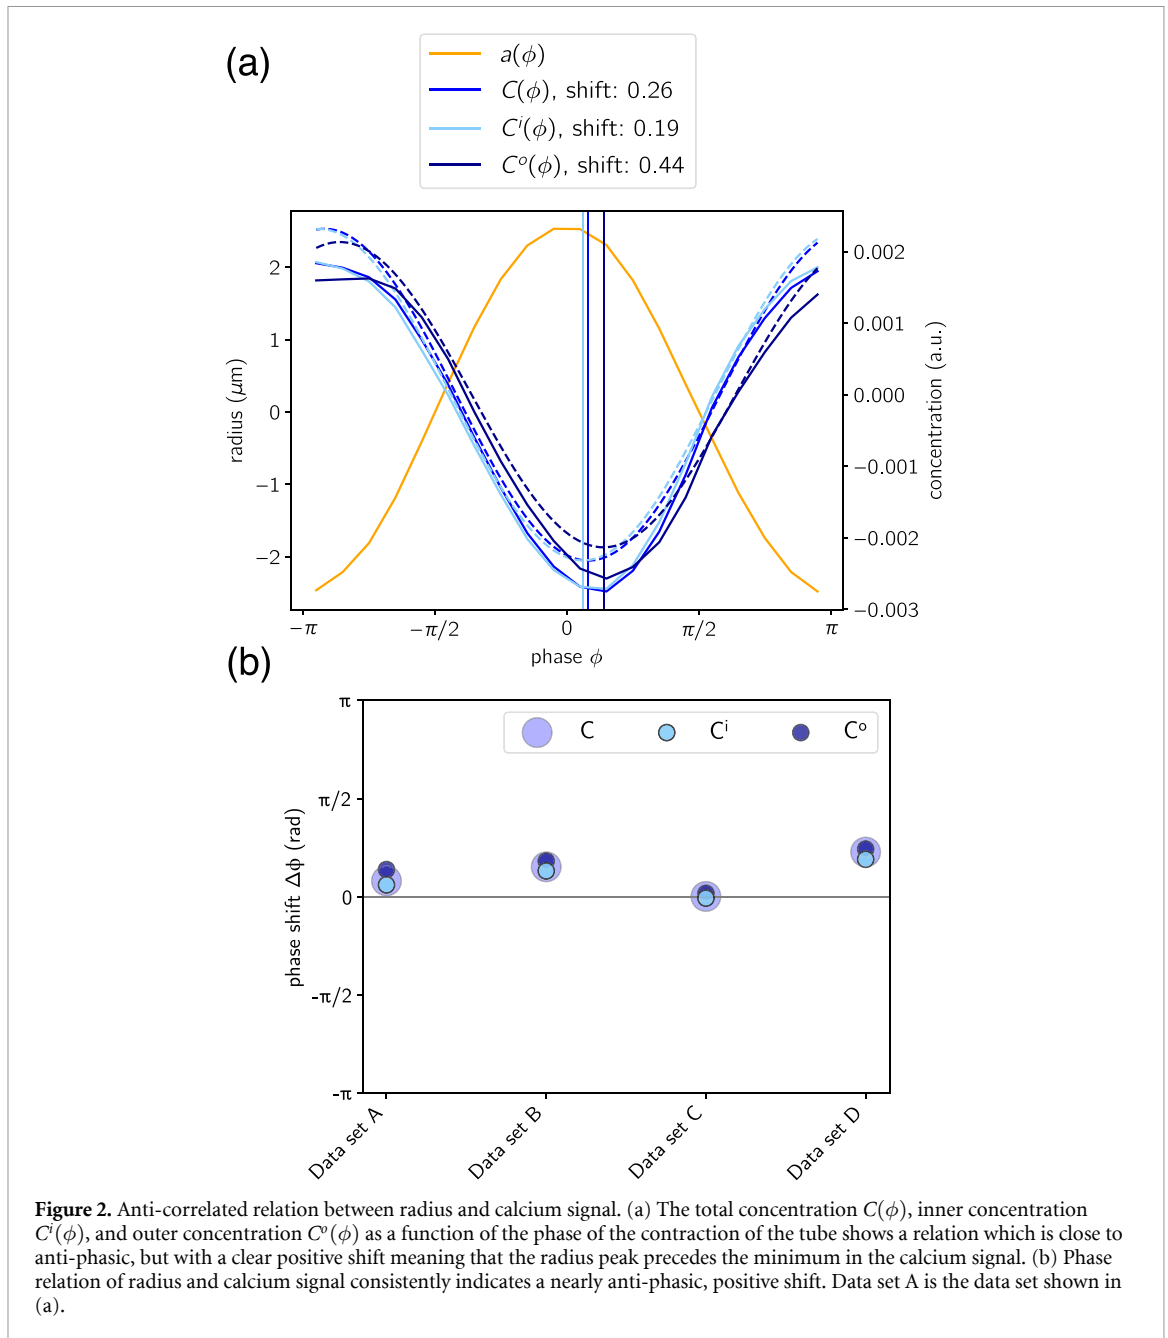 (a)
a(ϕ)
C(ϕ), shift: 0.26
Cⁱ(ϕ), shift: 0.19
Cᵒ(ϕ), shift: 0.44
radius (μm)
2
1
0
−1
−2
0.002
0.001
0.000
−0.001
−0.002
−0.003
concentration (a.u.)
−π
−π/2
0
π/2
π
phase ϕ
(b)
C
Cⁱ
Cᵒ
phase shift Δϕ (rad)
π
π/2
0
-π/2
-π
Data set A
Data set B
Data set C
Data set D
Figure 2. Anti-correlated relation between radius and calcium signal. (a) The total concentration C(ϕ), inner concentration
Cⁱ(ϕ), and outer concentration Cᵒ(ϕ) as a function of the phase of the contraction of the tube shows a relation which is close to
anti-phasic, but with a clear positive shift meaning that the radius peak precedes the minimum in the calcium signal. (b) Phase
relation of radius and calcium signal consistently indicates a nearly anti-phasic, positive shift. Data set A is the data set shown in
(a).